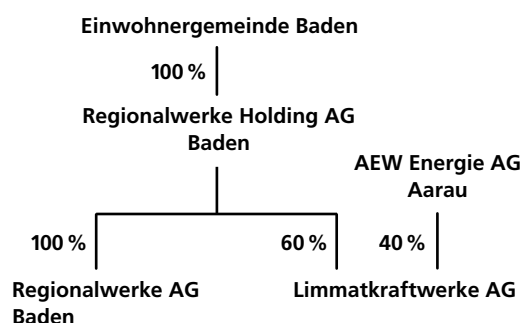 Einwohnergemeinde Baden
100 %
Regionalwerke Holding AG
Baden
AEW Energie AG
Aarau
100 %
60 %
40 %
Regionalwerke AG
Baden
Limmatkraftwerke AG